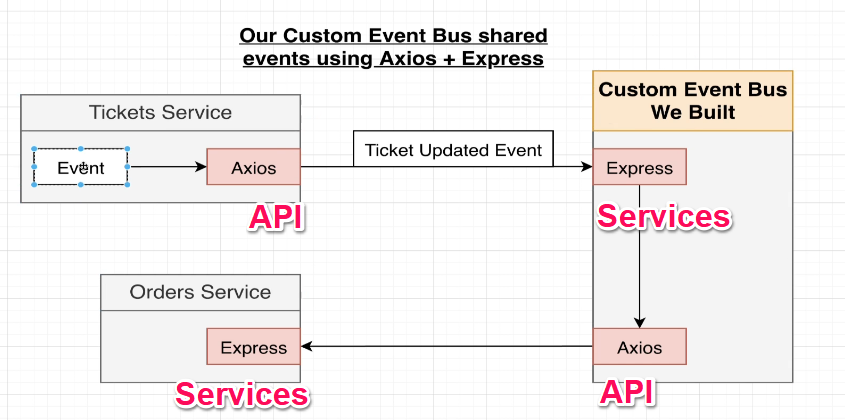 Our Custom Event Bus shared
events using Axios + Express
Custom Event Bus
We Built
Tickets Service
Event
Axios
Ticket Updated Event
Express
API
Services
Orders Service
Express
Axios
Services
API